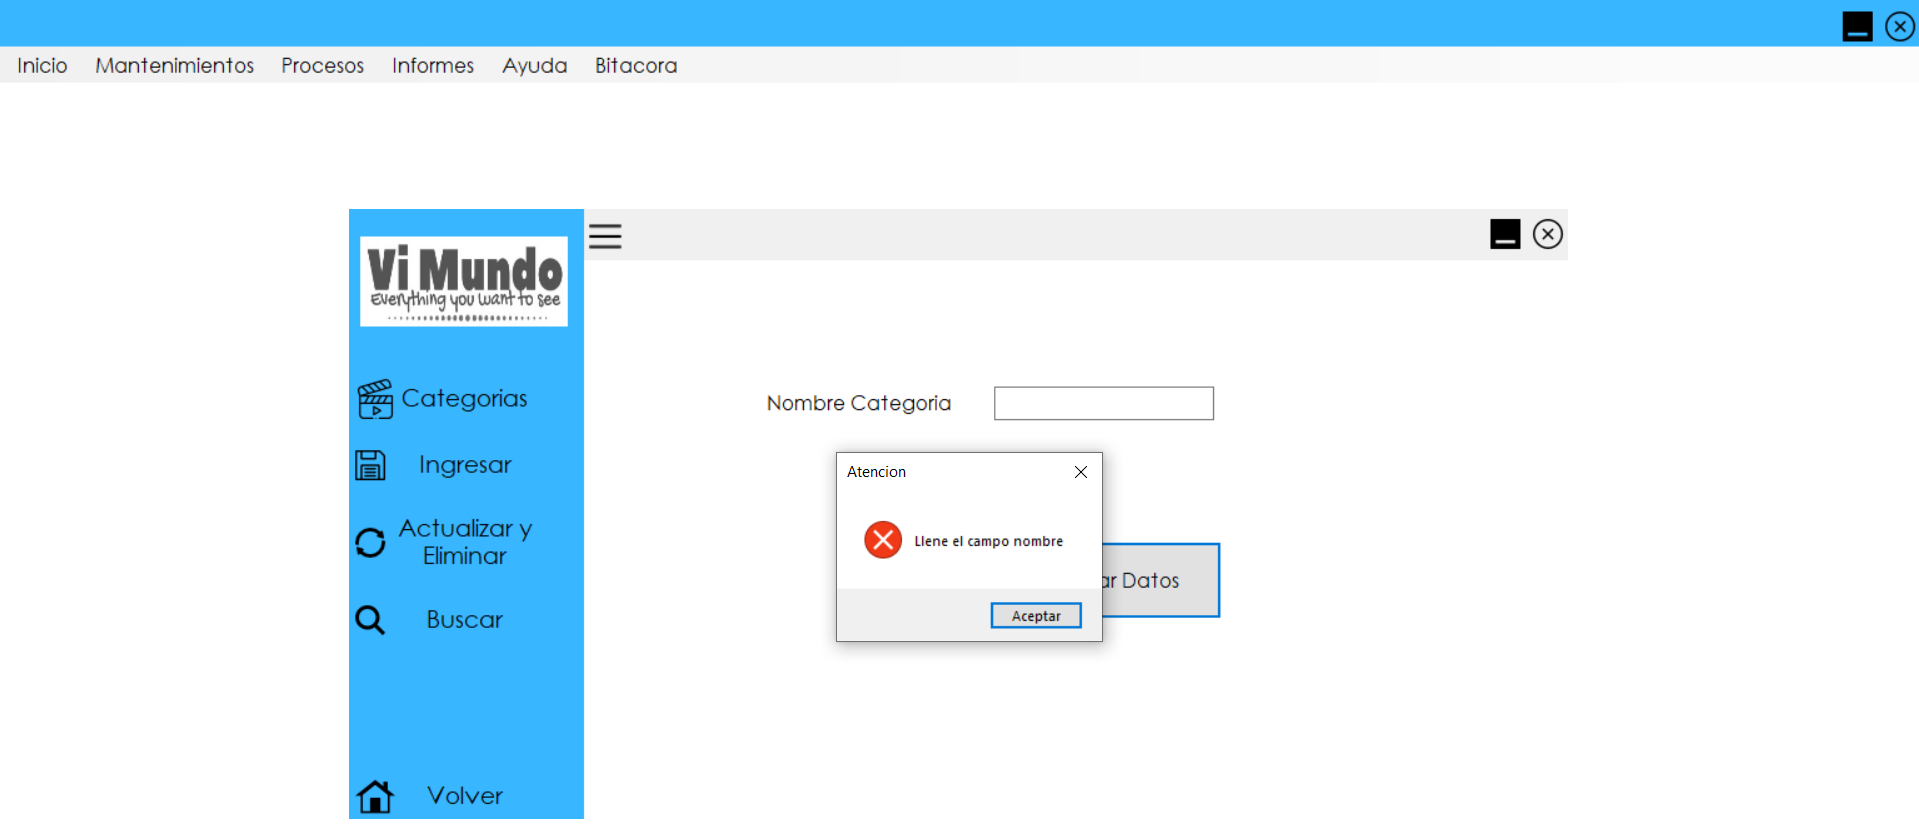 Inicio Mantenimientos Procesos Informes Ayuda Bitacora
Vi Mundo
Everything you want to see
Categorias
Ingresar
Actualizar y
Eliminar
Buscar
Volver
Nombre Categoria
Atencion
Llene el campo nombre
Aceptar
Datos